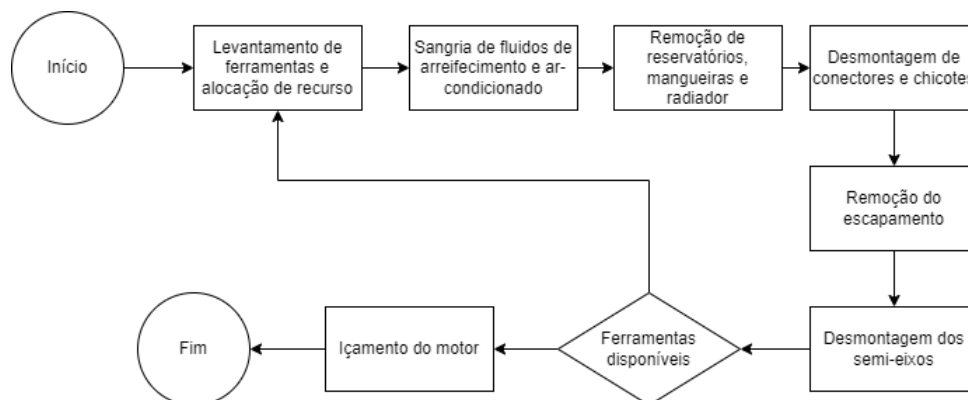 Início
Levantamento de
ferramentas e
alocação de recurso
Sangria de fluidos de
arreifecimento e ar-
condicionado
Remoção de
reservatórios,
mangueiras e
radiador
Desmontagem de
conectores e chicotes
Remoção do
escapamento
Desmontagem dos
semi-eixos
Ferramentas
disponíveis
Içamento do motor
Fim